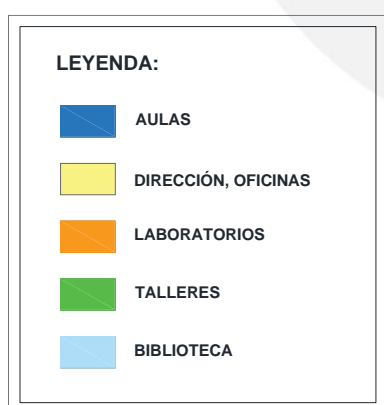 LEYENDA:
AULAS
DIRECCIÓN, OFICINAS
LABORATORIOS
TALLERES
BIBLIOTECA